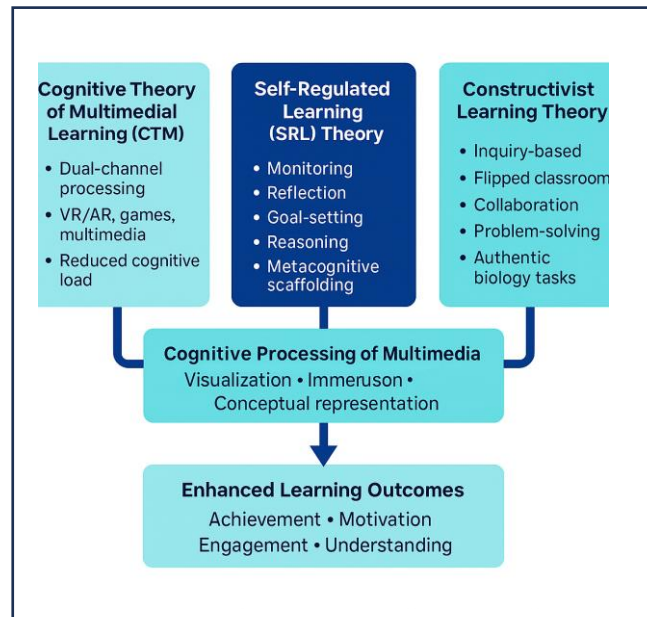 Cognitive Theory
of Multimedial
Learning (CTM)
• Dual-channel
processing
• VR/AR, games,
multimedia
• Reduced cognitive
load
Self-Regulated
Learning
(SRL) Theory
• Monitoring
• Reflection
• Goal-setting
• Reasoning
• Metacognitive
scaffolding
Constructivist
Learning Theory
• Inquiry-based
• Flipped classroom
• Collaboration
• Problem-solving
• Authentic
biology tasks
Cognitive Processing of Multimedia
Visualization • Immeruson •
Conceptual representation
Enhanced Learning Outcomes
Achievement • Motivation
Engagement • Understanding